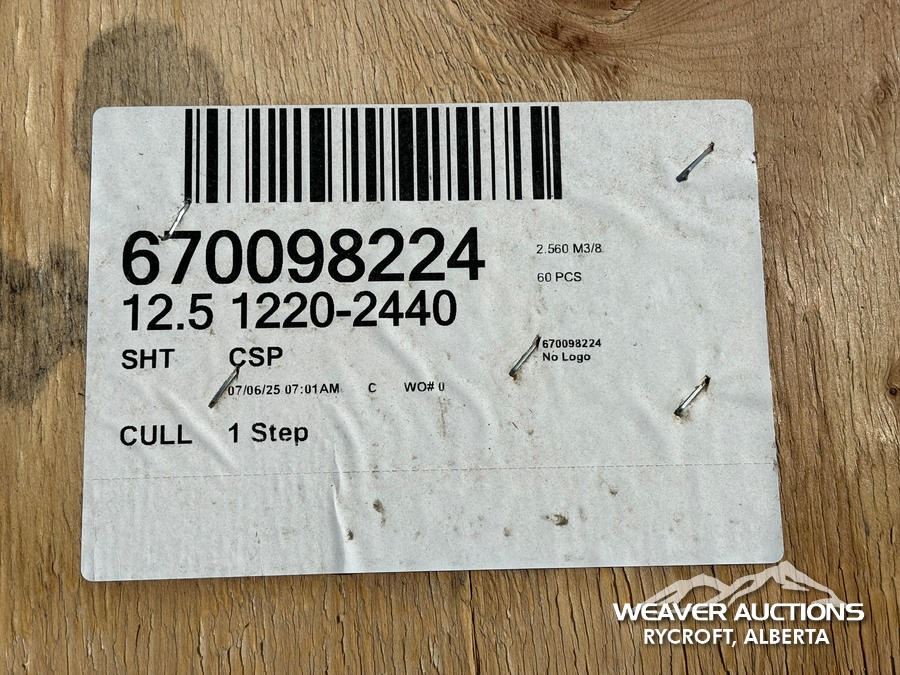 670098224
2.560 M3/8
12.5 1220-2440
60 PCS
SHT CSP
670098224
No Logo
07/06/25 07:01AM C WO# 0
CULL 1 Step
WEAVER AUCTIONS
RYCROFT, ALBERTA